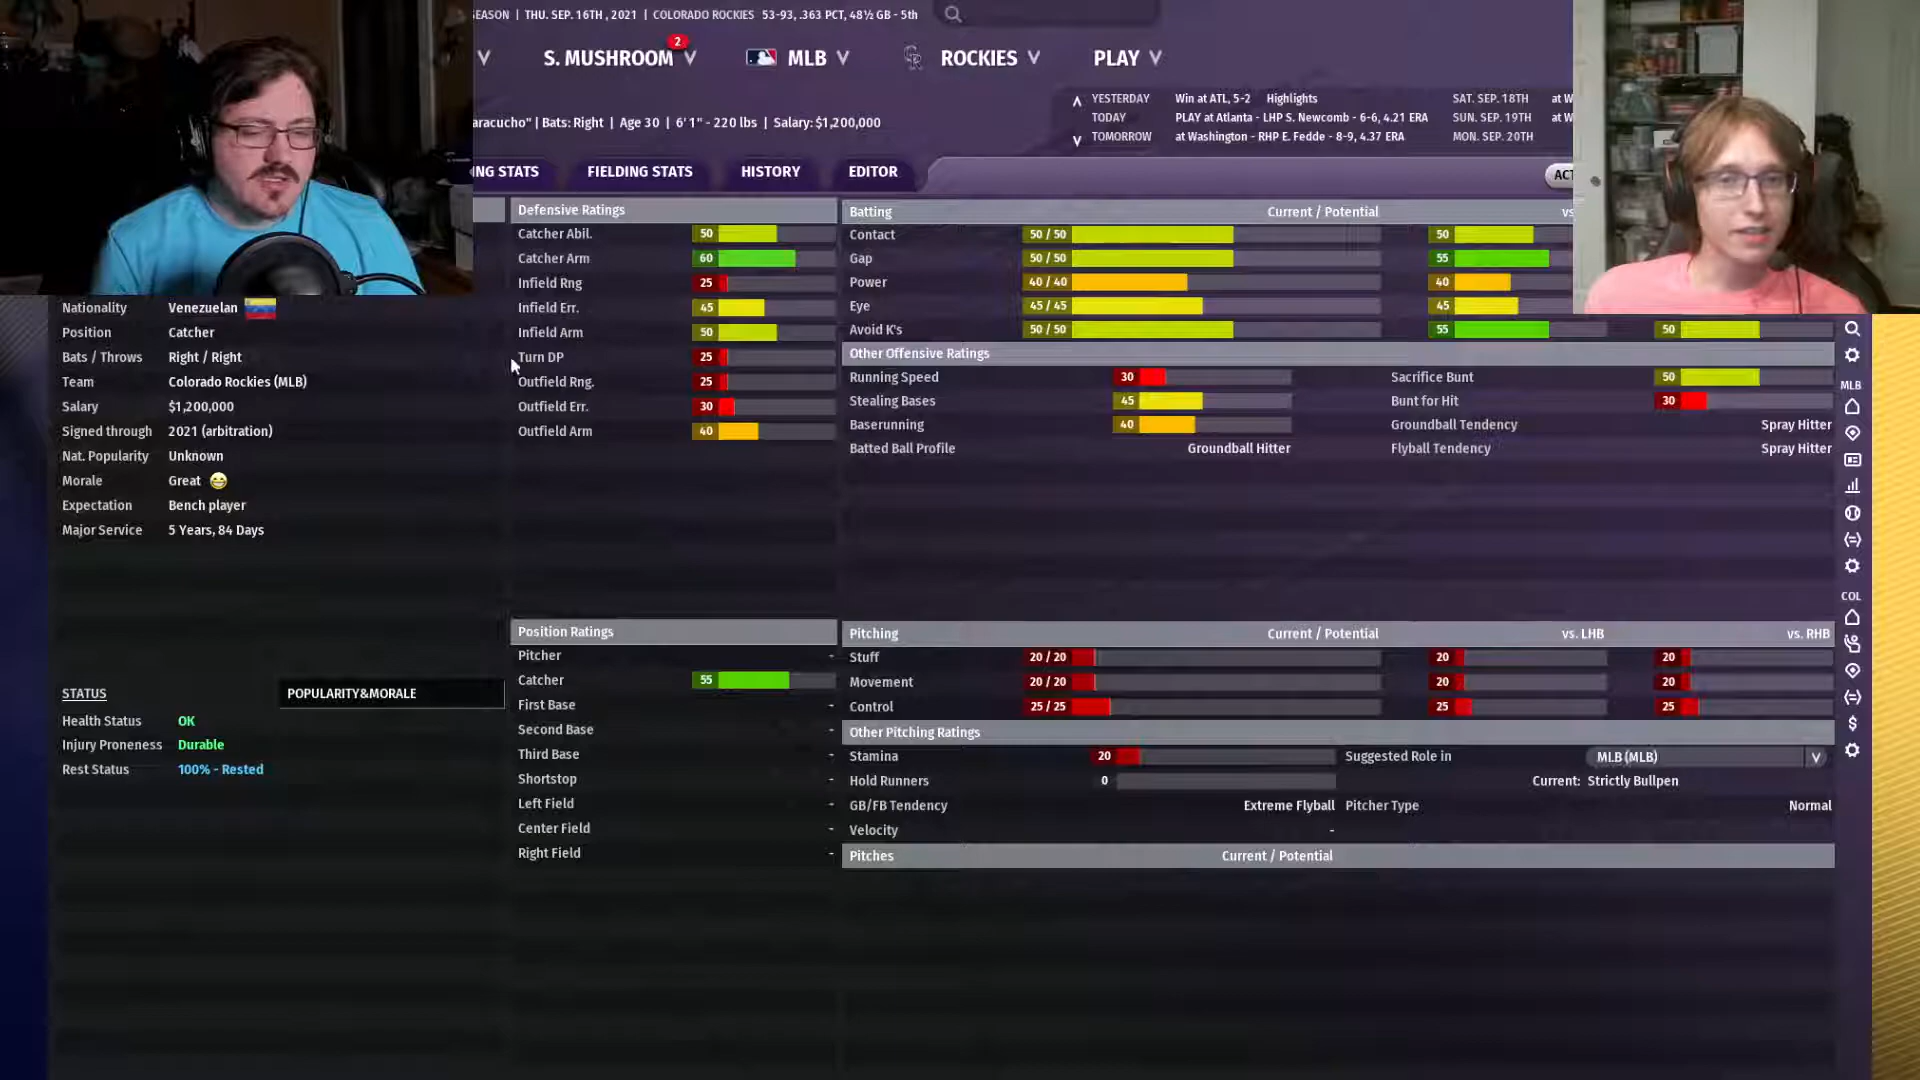 SEASON | THU. SEP. 16TH, 2021 | COLORADO ROCKIES 53-93, .363 PCT, 48½ GB - 5th
S. MUSHROOM 2 MLB ROCKIES PLAY
YESTERDAY Win at ATL, 5-2 Highlights SAT. SEP. 18TH at W
TODAY PLAY at Atlanta - LHP S. Newcomb - 6-6, 4.21 ERA SUN. SEP. 19TH at W
TOMORROW at Washington - RHP E. Fedde - 8-9, 4.37 ERA MON. SEP. 20TH
aracucho" | Bats: Right | Age 30 | 6' 1" - 220 lbs | Salary: $1,200,000
NG STATS FIELDING STATS HISTORY EDITOR ACT
Nationality Venezuelan
Position Catcher
Bats / Throws Right / Right
Team Colorado Rockies (MLB)
Salary $1,200,000
Signed through 2021 (arbitration)
Nat. Popularity Unknown
Morale Great
Expectation Bench player
Major Service 5 Years, 84 Days
STATUS POPULARITY&MORALE
Health Status OK
Injury Proneness Durable
Rest Status 100% - Rested
Defensive Ratings
Catcher Abil. 50
Catcher Arm 60
Infield Rng 25
Infield Err. 45
Infield Arm 50
Turn DP 25
Outfield Rng. 25
Outfield Err. 30
Outfield Arm 40
Position Ratings
Pitcher -
Catcher 55
First Base -
Second Base -
Third Base -
Shortstop -
Left Field -
Center Field -
Right Field -
Batting Current / Potential vs
Contact 50 / 50 50
Gap 50 / 50 55
Power 40 / 40 40
Eye 45 / 45 45
Avoid K's 50 / 50 55 50
Other Offensive Ratings
Running Speed 30 Sacrifice Bunt 50
Stealing Bases 45 Bunt for Hit 30
Baserunning 40 Groundball Tendency Spray Hitter
Batted Ball Profile Groundball Hitter Flyball Tendency Spray Hitter
Pitching Current / Potential vs. LHB vs. RHB
Stuff 20 / 20 20 20
Movement 20 / 20 20 20
Control 25 / 25 25 25
Other Pitching Ratings
Stamina 20 Suggested Role in MLB (MLB)
Hold Runners 0 Current: Strictly Bullpen
GB/FB Tendency Extreme Flyball Pitcher Type Normal
Velocity -
Pitches Current / Potential
MLB
COL
$